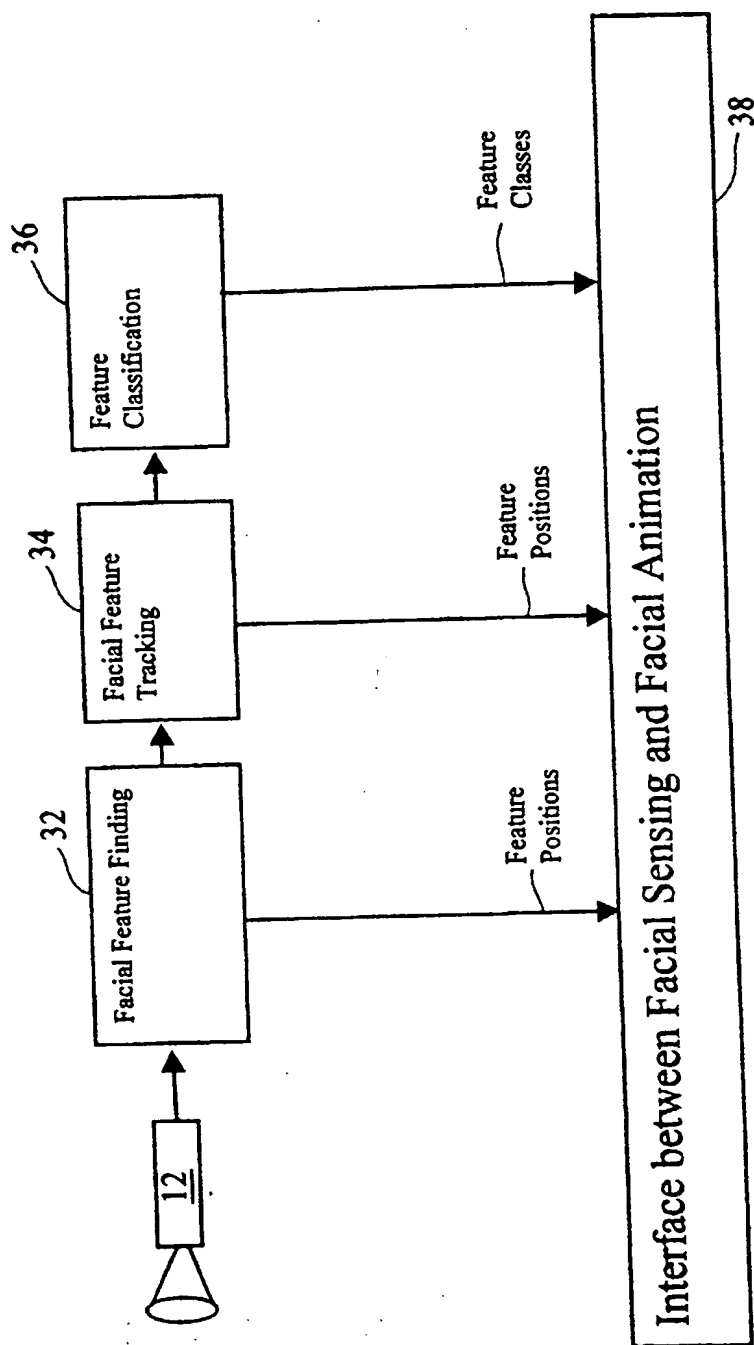 12
32
Facial Feature Finding
34
Facial Feature
Tracking
36
Feature
Classification
Feature
Positions
Feature
Positions
Feature
Classes
Interface between Facial Sensing and Facial Animation
38